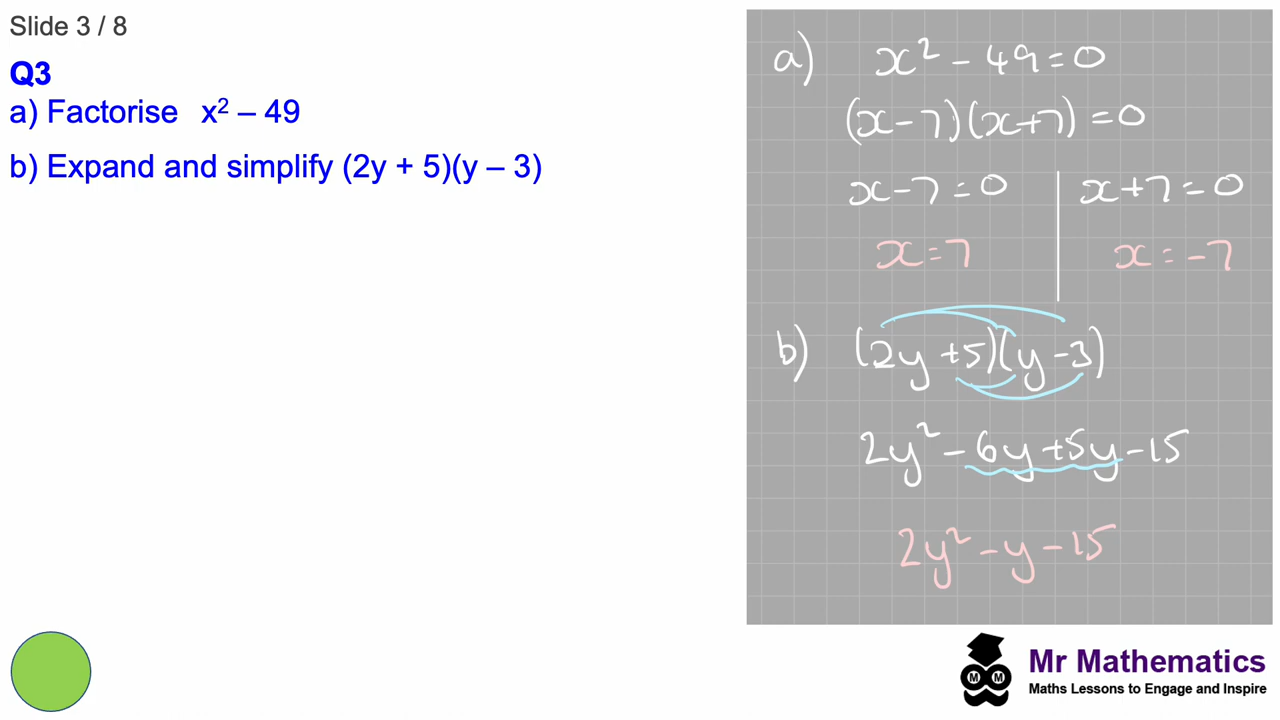 Slide 3 / 8
Q3
a) Factorise x² – 49
b) Expand and simplify (2y + 5)(y – 3)
a) x² - 49 = 0
(x - 7)(x + 7) = 0
x - 7 = 0 x + 7 = 0
x = 7 x = -7
b) (2y + 5)(y - 3)
2y² - 6y + 5y - 15
2y² - y - 15
M M
Mr Mathematics
Maths Lessons to Engage and Inspire